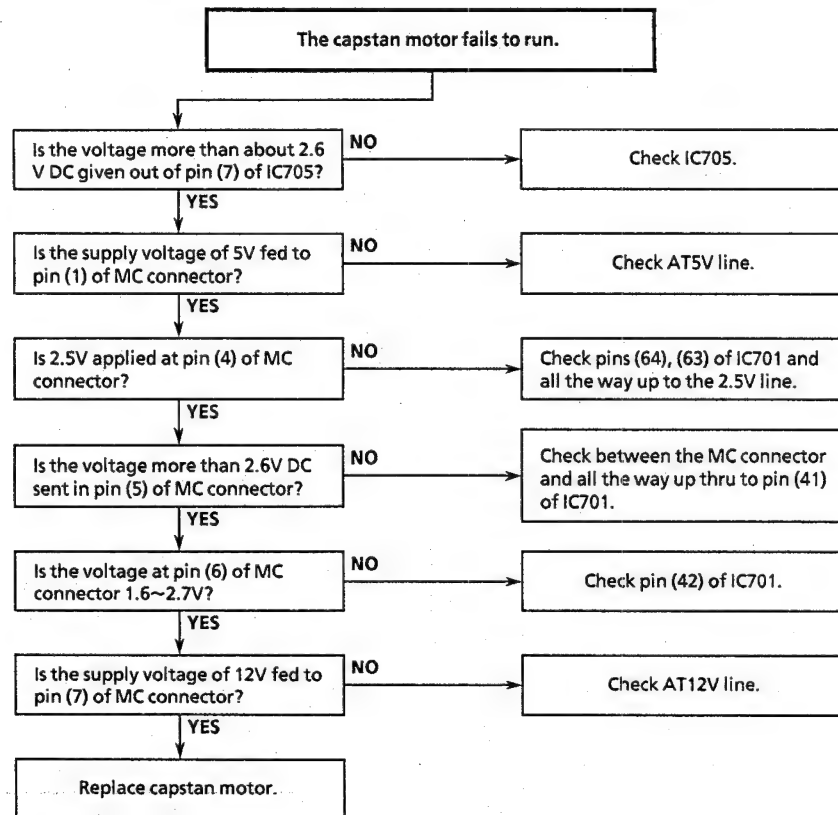 The capstan motor fails to run.
Is the voltage more than about 2.6
V DC given out of pin (7) of IC705?
NO
Check IC705.
YES
Is the supply voltage of 5V fed to
pin (1) of MC connector?
NO
Check AT5V line.
YES
Is 2.5V applied at pin (4) of MC
connector?
NO
Check pins (64), (63) of IC701 and
all the way up to the 2.5V line.
YES
Is the voltage more than 2.6V DC
sent in pin (5) of MC connector?
NO
Check between the MC connector
and all the way up thru to pin (41)
of IC701.
YES
Is the voltage at pin (6) of MC
connector 1.6~2.7V?
NO
Check pin (42) of IC701.
YES
Is the supply voltage of 12V fed to
pin (7) of MC connector?
NO
Check AT12V line.
YES
Replace capstan motor.